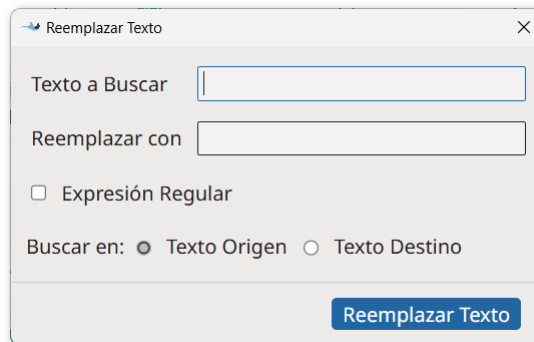 Reemplazar Texto
Texto a Buscar
Reemplazar con
Expresión Regular
Buscar en: Texto Origen Texto Destino
Reemplazar Texto